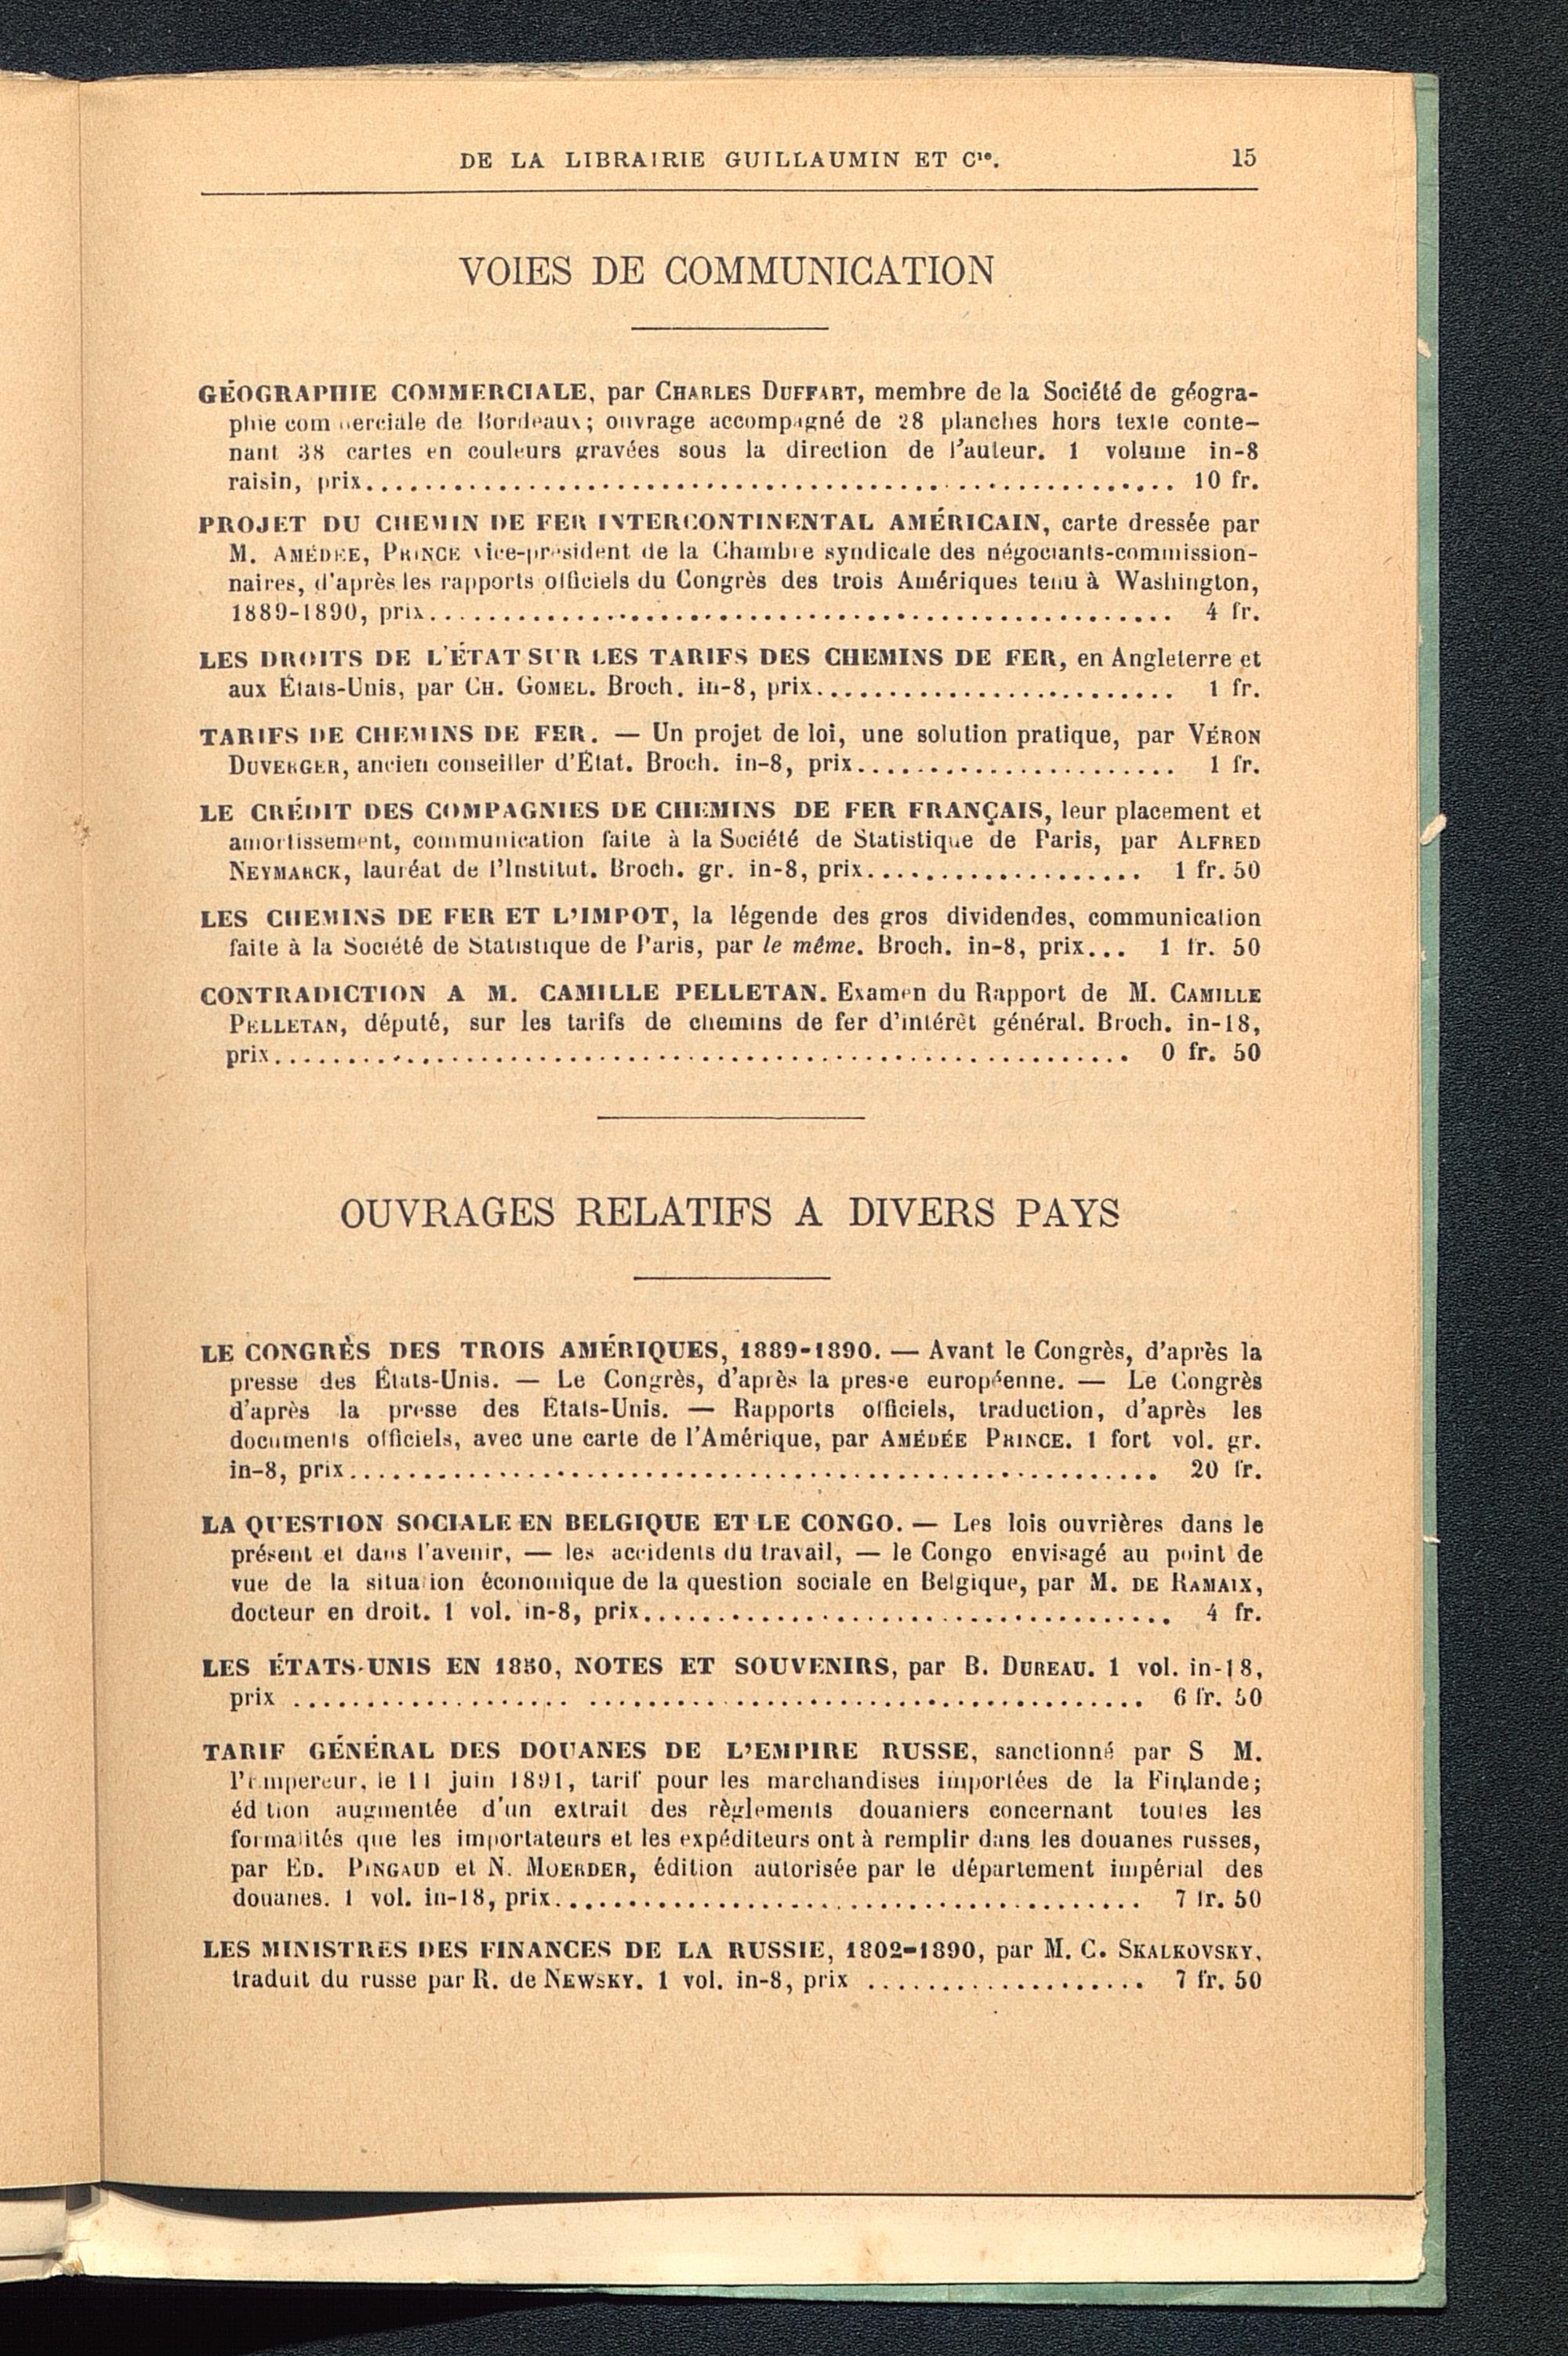 DE LA LIBRAIRIE GUILLAUMIN ET Cie. 15
VOIES DE COMMUNICATION
GÉOGRAPHIE COMMERCIALE, par CHARLES DUFFART, membre de la Société de géogra-
phie commerciale de Bordeaux; ouvrage accompagné de 28 planches hors texte conte-
nant 38 cartes en couleurs gravées sous la direction de l'auteur. 1 volume in-8
raisin, prix........ 10 fr.
PROJET DU CHEMIN DE FER INTERCONTINENTAL AMÉRICAIN, carte dressée par
M. AMÉDÉE, PRINCE vice-président de la Chambre syndicale des négociants-commission-
naires, d'après les rapports officiels du Congrès des trois Amériques tenu à Washington,
1889-1890, prix........ 4 fr.
LES DROITS DE L'ÉTAT SUR LES TARIFS DES CHEMINS DE FER, en Angleterre et
aux États-Unis, par CH. GOMEL. Broch. in-8, prix........ 1 fr.
TARIFS DE CHEMINS DE FER. — Un projet de loi, une solution pratique, par VÉRON
DUVERGER, ancien conseiller d'État. Broch. in-8, prix........ 1 fr.
LE CRÉDIT DES COMPAGNIES DE CHEMINS DE FER FRANÇAIS, leur placement et
amortissement, communication faite à la Société de Statistique de Paris, par ALFRED
NEYMARCK, lauréat de l'Institut. Broch. gr. in-8, prix........ 1 fr. 50
LES CHEMINS DE FER ET L'IMPOT, la légende des gros dividendes, communication
faite à la Société de Statistique de Paris, par le même. Broch. in-8, prix... 1 fr. 50
CONTRADICTION A M. CAMILLE PELLETAN. Examen du Rapport de M. CAMILLE
PELLETAN, député, sur les tarifs de chemins de fer d'intérêt général. Broch. in-18,
prix........ 0 fr. 50
OUVRAGES RELATIFS A DIVERS PAYS
LE CONGRÈS DES TROIS AMÉRIQUES, 1889-1890. — Avant le Congrès, d'après la
presse des États-Unis. — Le Congrès, d'après la presse européenne. — Le Congrès
d'après la presse des États-Unis. — Rapports officiels, traduction, d'après les
documents officiels, avec une carte de l'Amérique, par AMÉDÉE PRINCE. 1 fort vol. gr.
in-8, prix........ 20 fr.
LA QUESTION SOCIALE EN BELGIQUE ET LE CONGO. — Les lois ouvrières dans le
présent et dans l'avenir, — les accidents du travail, — le Congo envisagé au point de
vue de la situation économique de la question sociale en Belgique, par M. DE RAMAIX,
docteur en droit. 1 vol. in-8, prix........ 4 fr.
LES ÉTATS-UNIS EN 1850, NOTES ET SOUVENIRS, par B. DUREAU. 1 vol. in-18,
prix ........ 6 fr. 50
TARIF GÉNÉRAL DES DOUANES DE L'EMPIRE RUSSE, sanctionné par S M.
l'Empereur, le 11 juin 1891, tarif pour les marchandises importées de la Finlande;
édition augmentée d'un extrait des règlements douaniers concernant toutes les
formalités que les importateurs et les expéditeurs ont à remplir dans les douanes russes,
par ED. PINGAUD et N. MOERDER, édition autorisée par le département impérial des
douanes. 1 vol. in-18, prix........ 7 fr. 50
LES MINISTRES DES FINANCES DE LA RUSSIE, 1802-1890, par M. C. SKALKOVSKY,
traduit du russe par R. de NEWSKY. 1 vol. in-8, prix ........ 7 fr. 50